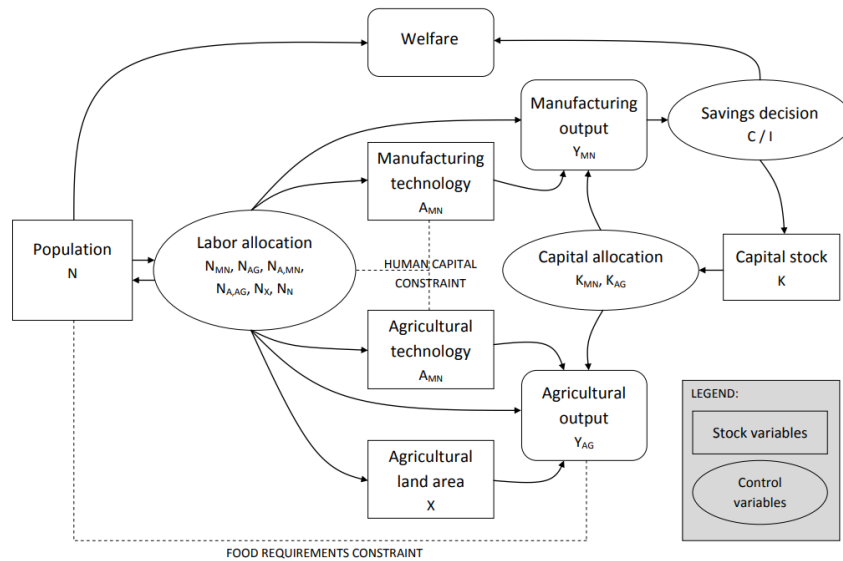 Welfare
Manufacturing
output
Y_MN
Savings decision
C / I
Manufacturing
technology
A_MN
Population
N
Labor allocation
N_MN, N_AG, N_A,MN,
N_A,AG, N_X, N_N
HUMAN CAPITAL
CONSTRAINT
Capital allocation
K_MN, K_AG
Capital stock
K
Agricultural
technology
A_MN
Agricultural
output
Y_AG
Agricultural
land area
X
LEGEND:
Stock variables
Control
variables
FOOD REQUIREMENTS CONSTRAINT